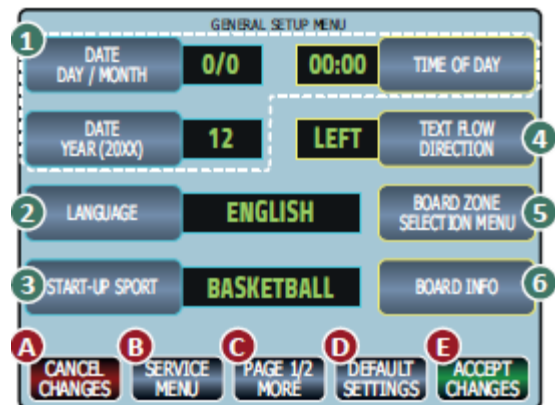 GENERAL SETUP MENU
1
DATE
DAY / MONTH
0/0
00:00
TIME OF DAY
DATE
YEAR (20XX)
12
LEFT
TEXT FLOW
DIRECTION
4
2
LANGUAGE
ENGLISH
BOARD ZONE
SELECTION MENU
5
3
START-UP SPORT
BASKETBALL
BOARD INFO
6
A
CANCEL
CHANGES
B
SERVICE
MENU
C
PAGE 1/2
MORE
D
DEFAULT
SETTINGS
E
ACCEPT
CHANGES